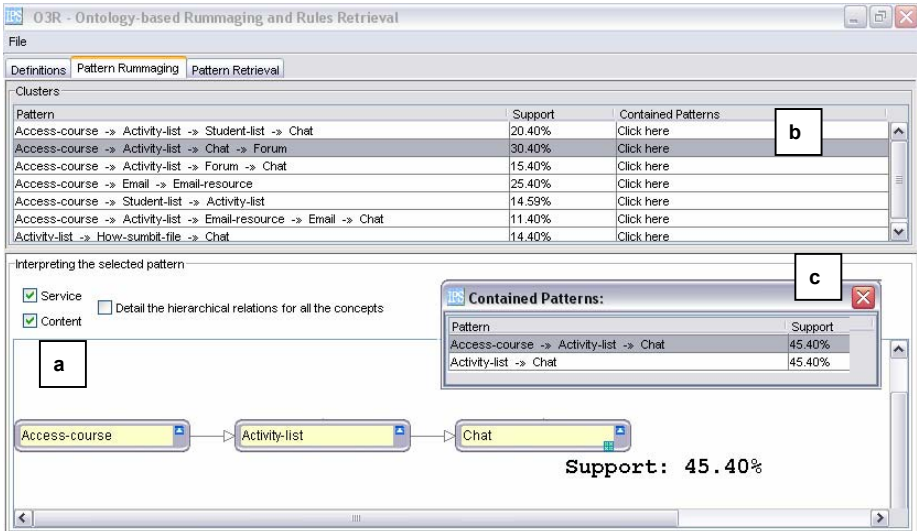 IPS O3R - Ontology-based Rummaging and Rules Retrieval
File
Definitions Pattern Rummaging Pattern Retrieval
Clusters
Pattern Support Contained Patterns
Access-course -» Activity-list -» Student-list -» Chat 20.40% Click here
Access-course -» Activity-list -» Chat -» Forum 30.40% Click here
Access-course -» Activity-list -» Forum -» Chat 15.40% Click here
Access-course -» Email -» Email-resource 25.40% Click here
Access-course -» Student-list -» Activity-list 14.59% Click here
Access-course -» Activity-list -» Email-resource -» Email -» Chat 11.40% Click here
Activity-list -» How-sumbit-file -» Chat 14.40% Click here
b
Interpreting the selected pattern
Service
Detail the hierarchical relations for all the concepts
Content
a
c
IPS Contained Patterns:
Pattern Support
Access-course -» Activity-list -» Chat 45.40%
Activity-list -» Chat 45.40%
Access-course Activity-list Chat
Support: 45.40%